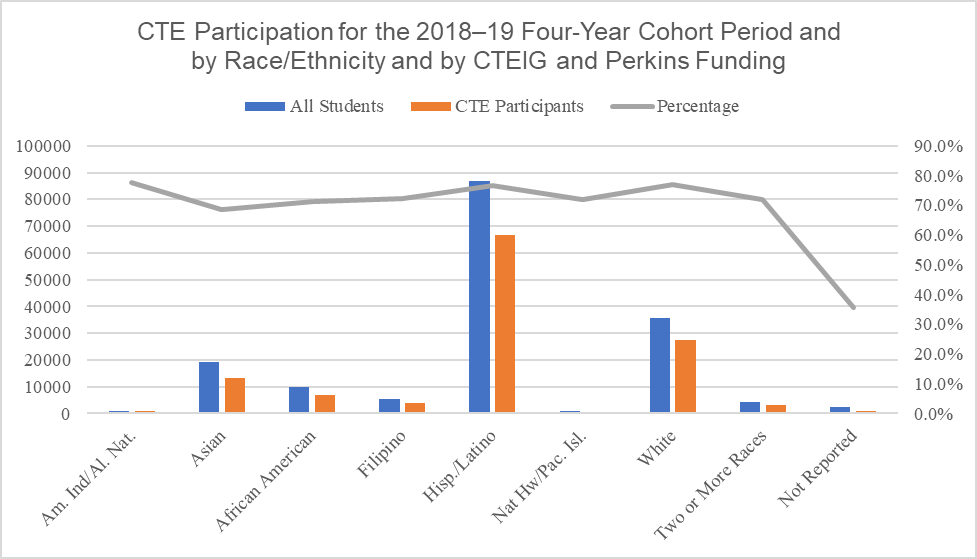 CTE Participation for the 2018–19 Four-Year Cohort Period and
by Race/Ethnicity and by CTEIG and Perkins Funding
All Students
CTE Participants
Percentage
100000
90000
80000
70000
60000
50000
40000
30000
20000
10000
0
90.0%
80.0%
70.0%
60.0%
50.0%
40.0%
30.0%
20.0%
10.0%
0.0%
Am. Ind/Al. Nat.
Asian
African American
Filipino
Hisp./Latino
Nat Hw/Pac. Isl.
White
Two or More Races
Not Reported